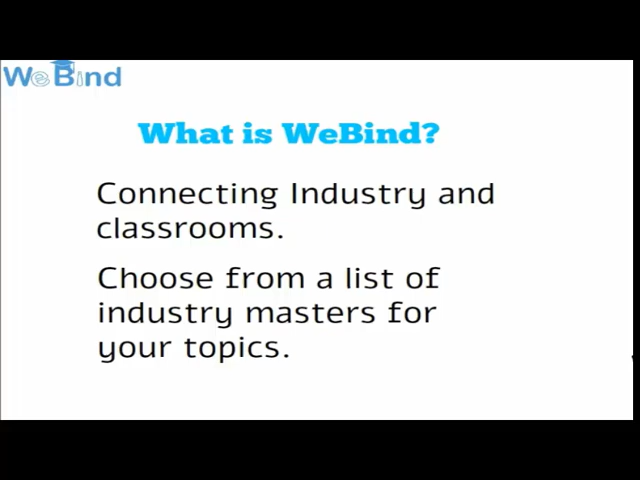 WeBind
What is WeBind?
Connecting Industry and
classrooms.
Choose from a list of
industry masters for
your topics.